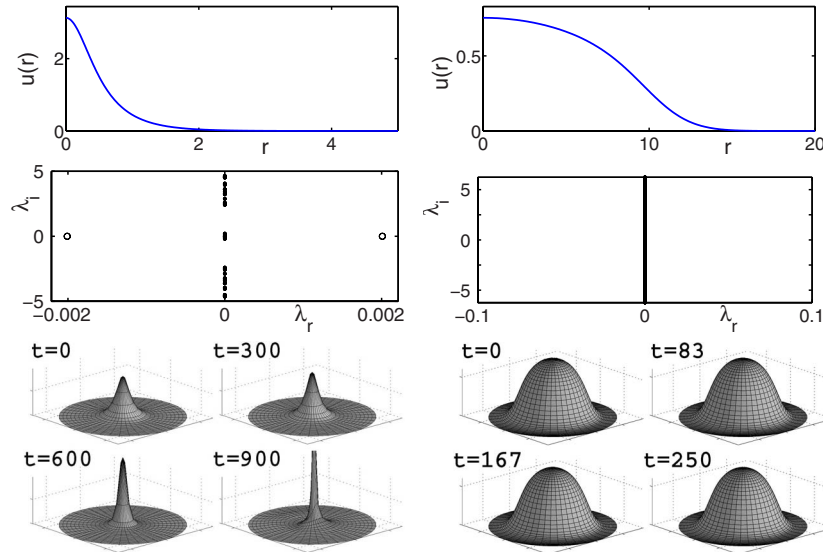 u(r)
2
0
0 2 4
r
u(r)
0.5
0
0 10 20
r
λi
5
0
−5
−0.002 0 0.002
λr
λi
5
0
−5
−0.1 0 0.1
λr
t=0
t=300
t=600
t=900
t=0
t=83
t=167
t=250